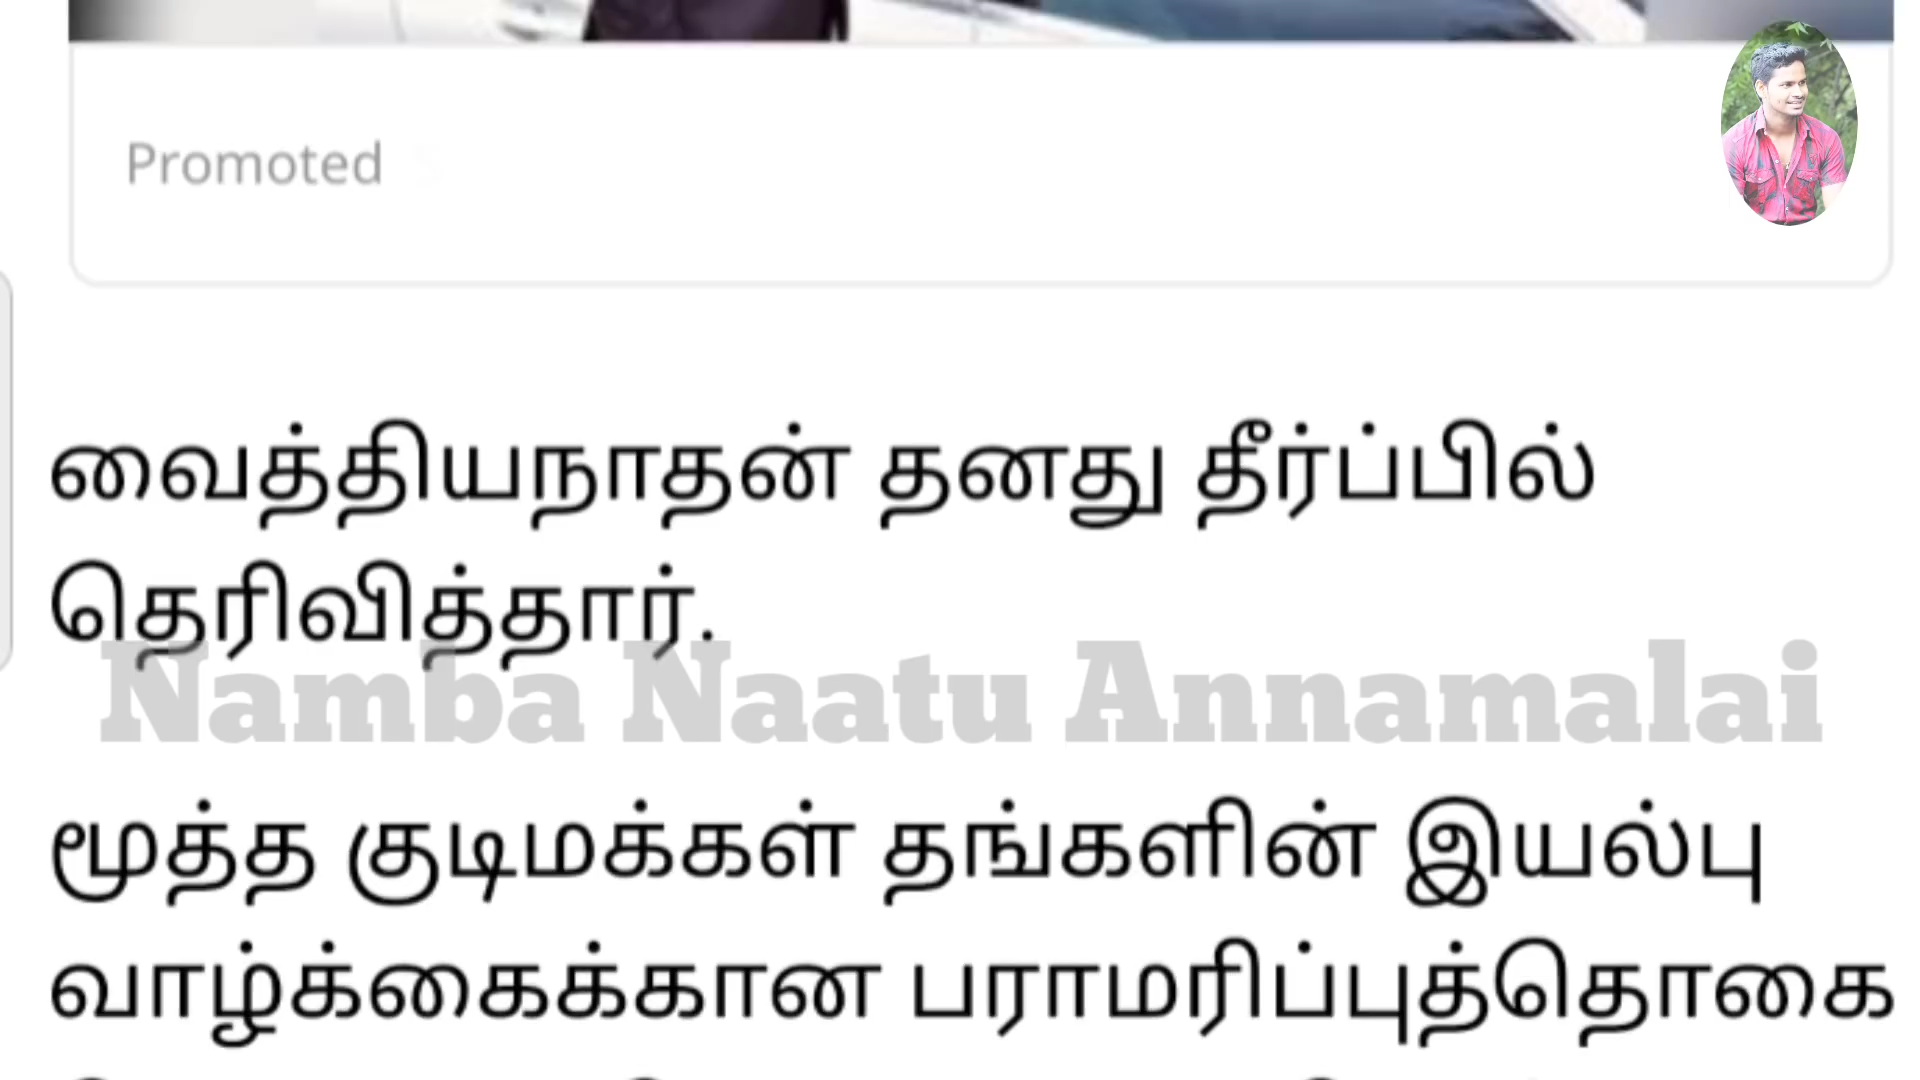 Promoted
வைத்தியநாதன் தனது தீர்ப்பில்
தெரிவித்தார்.
Namba Naatu Annamalai
மூத்த குடிமக்கள் தங்களின் இயல்பு
வாழ்க்கைக்கான பராமரிப்புத்தொகை